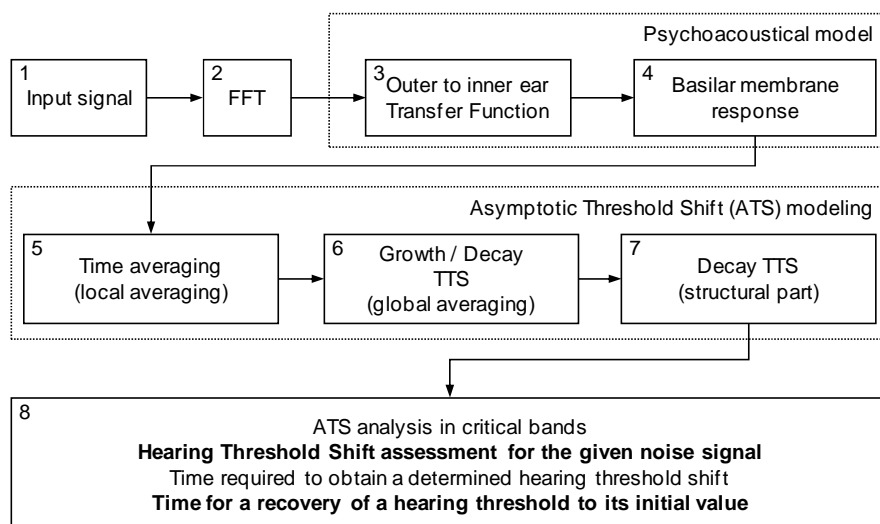 Psychoacoustical model
1
Input signal
2
FFT
3
Outer to inner ear
Transfer Function
4
Basilar membrane
response
Asymptotic Threshold Shift (ATS) modeling
5
Time averaging
(local averaging)
6
Growth / Decay
TTS
(global averaging)
7
Decay TTS
(structural part)
8
ATS analysis in critical bands
Hearing Threshold Shift assessment for the given noise signal
Time required to obtain a determined hearing threshold shift
Time for a recovery of a hearing threshold to its initial value